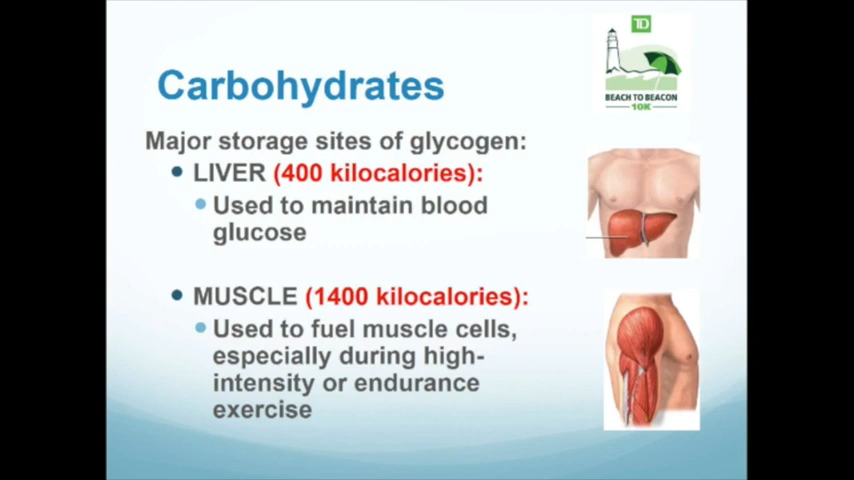 TD
BEACH TO BEACON
10K
Carbohydrates
Major storage sites of glycogen:
• LIVER (400 kilocalories):
• Used to maintain blood
glucose
• MUSCLE (1400 kilocalories):
• Used to fuel muscle cells,
especially during high-
intensity or endurance
exercise